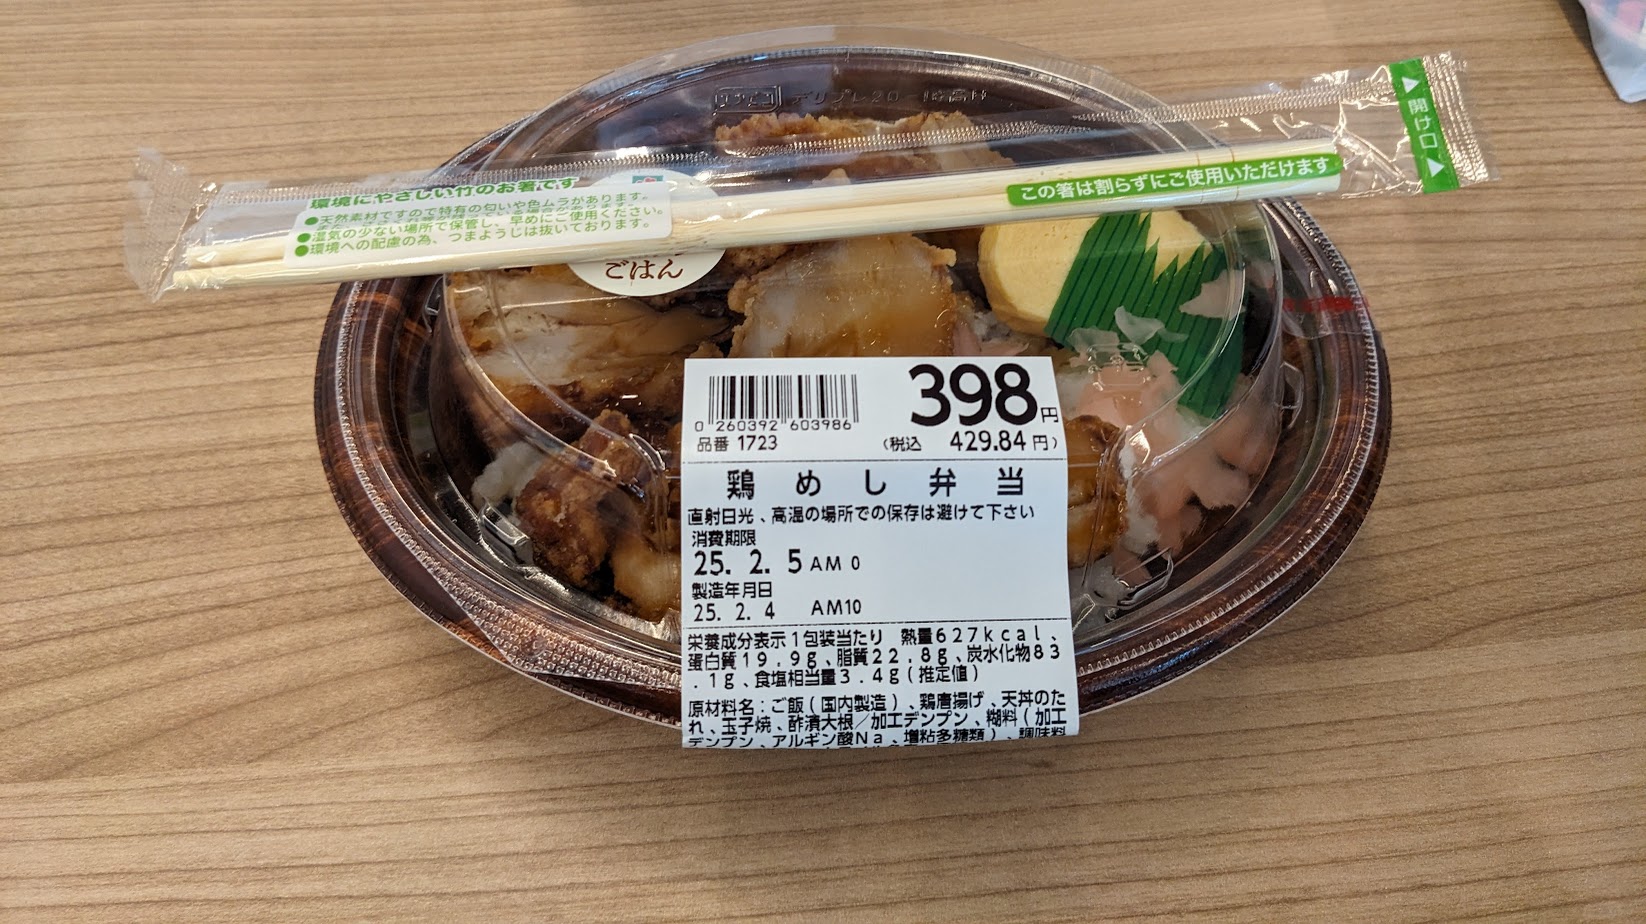 デリプレ20-
開け口
この箸は割らずにご使用いただけます
環境にやさしい竹のお箸です
●天然素材ですので特有の匂いや色ムラがあります。
●湿気の少ない場所で保管し、早めにご使用ください。
●環境への配慮の為、つまようじは抜いております。
ごはん
398円
0 260392 603986
品番 1723
(税込 429.84円)
鶏めし弁当
直射日光、高温の場所での保存は避けて下さい
消費期限
25. 2. 5 AM 0
製造年月日
25. 2. 4 AM10
栄養成分表示1包装当たり 熱量627kcal、
蛋白質19.9g、脂質22.8g、炭水化物83
.1g、食塩相当量3.4g(推定値)
原材料名:ご飯(国内製造)、鶏唐揚げ、天丼のた
れ、玉子焼、酢漬大根/加工デンプン、糊料(加工
デンプン、アルギン酸Na、増粘多糖類)、調味料